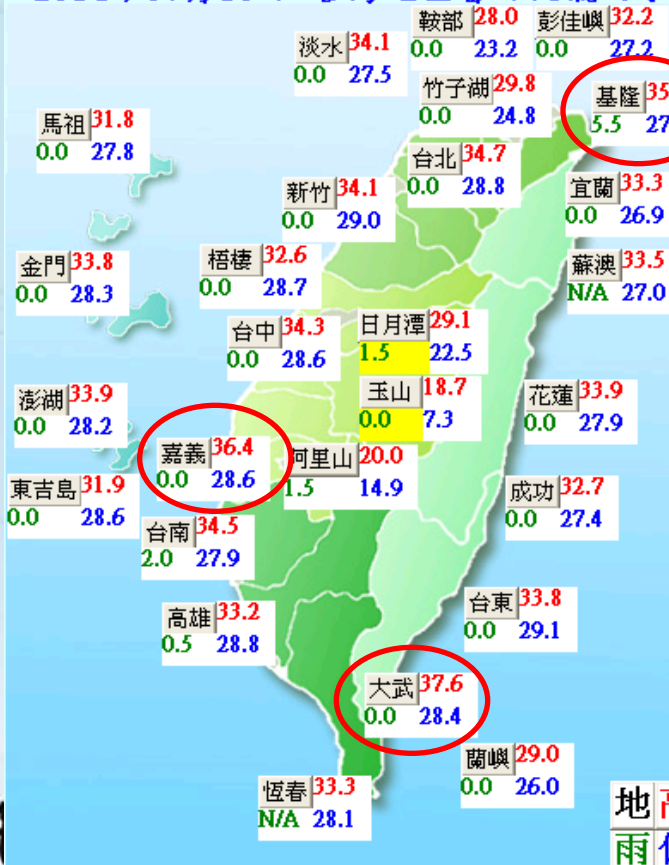 鞍部 28.0
0.0 23.2
彭佳嶼 32.2
0.0 27.2
淡水 34.1
0.0 27.5
竹子湖 29.8
0.0 24.8
基隆 35
5.5 27
馬祖 31.8
0.0 27.8
台北 34.7
0.0 28.8
新竹 34.1
0.0 29.0
宜蘭 33.3
0.0 26.9
金門 33.8
0.0 28.3
梧棲 32.6
0.0 28.7
蘇澳 33.5
N/A 27.0
台中 34.3
0.0 28.6
日月潭 29.1
1.5 22.5
玉山 18.7
0.0 7.3
澎湖 33.9
0.0 28.2
花蓮 33.9
0.0 27.9
嘉義 36.4
0.0 28.6
阿里山 20.0
1.5 14.9
東吉島 31.9
0.0 28.6
成功 32.7
0.0 27.4
台南 34.5
2.0 27.9
高雄 33.2
0.5 28.8
台東 33.8
0.0 29.1
大武 37.6
0.0 28.4
蘭嶼 29.0
0.0 26.0
恆春 33.3
N/A 28.1
地
雨